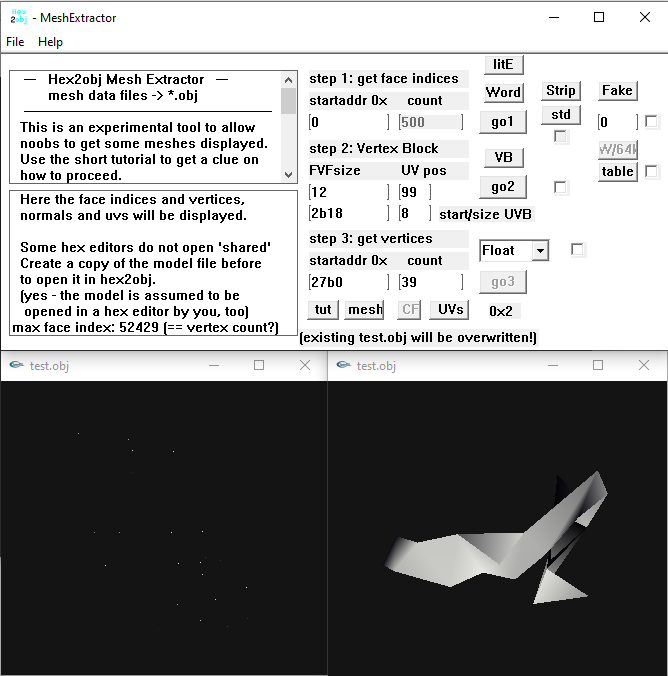 Hex
2obj - MeshExtractor
File Help
— Hex2obj Mesh Extractor —
mesh data files -> *.obj
This is an experimental tool to allow
noobs to get some meshes displayed.
Use the short tutorial to get a clue on
how to proceed.
Here the face indices and vertices,
normals and uvs will be displayed.
Some hex editors do not open 'shared'
Create a copy of the model file before
to open it in hex2obj.
(yes - the model is assumed to be
opened in a hex editor by you, too)
max face index: 52429 (== vertex count?)
step 1: get face indices
startaddr 0x count
0 500
step 2: Vertex Block
FVFsize UV pos
12 99
2b18 8 start/size UVB
step 3: get vertices
startaddr 0x count
27b0 39
tut mesh CF UVs 0x2
(existing test.obj will be overwritten!)
litE
Word Strip Fake
go1 std 0
VB W/64k
go2 table
Float
go3
test.obj
test.obj